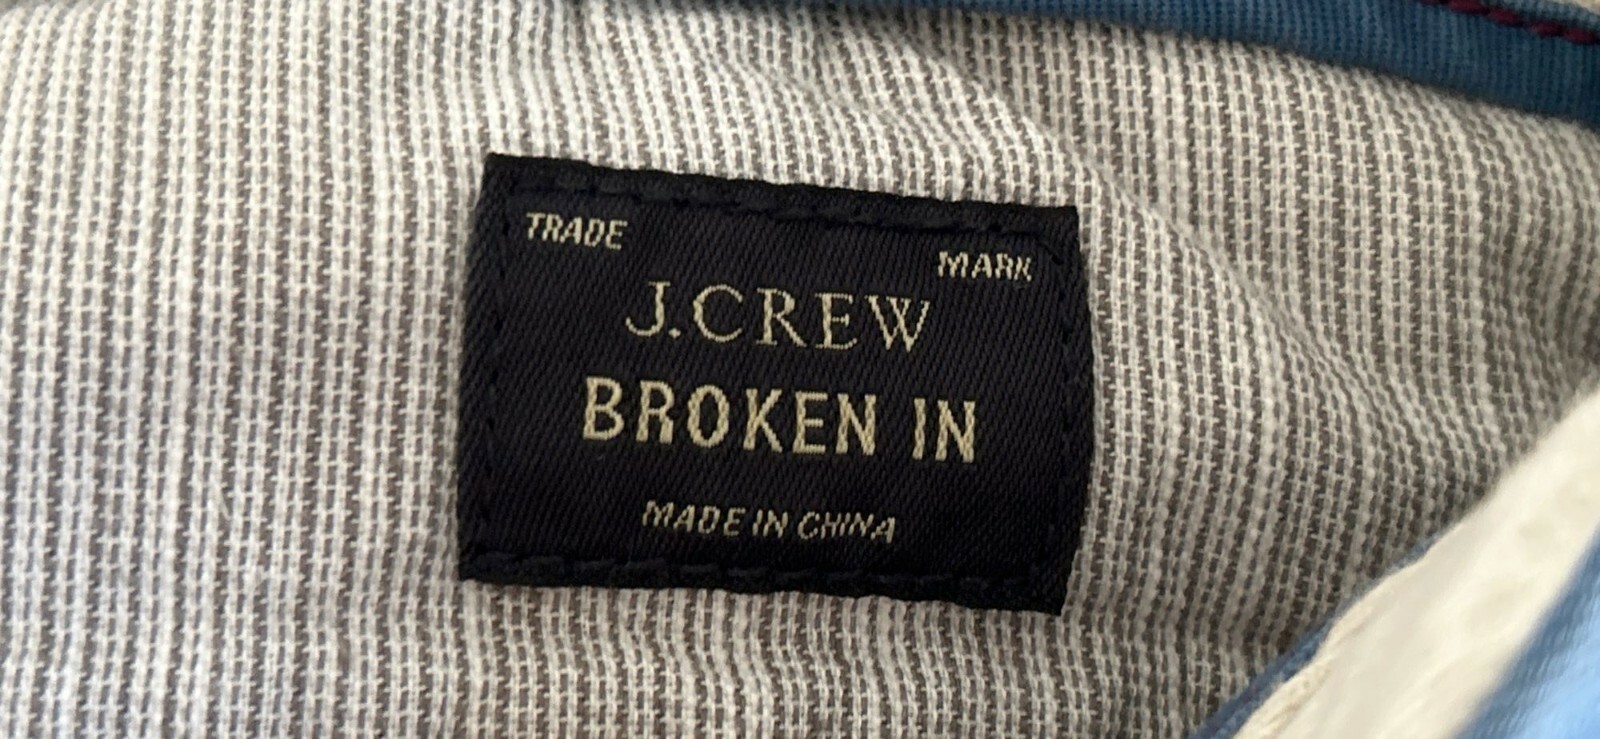 TRADE MARK
J.CREW
BROKEN IN
MADE IN CHINA